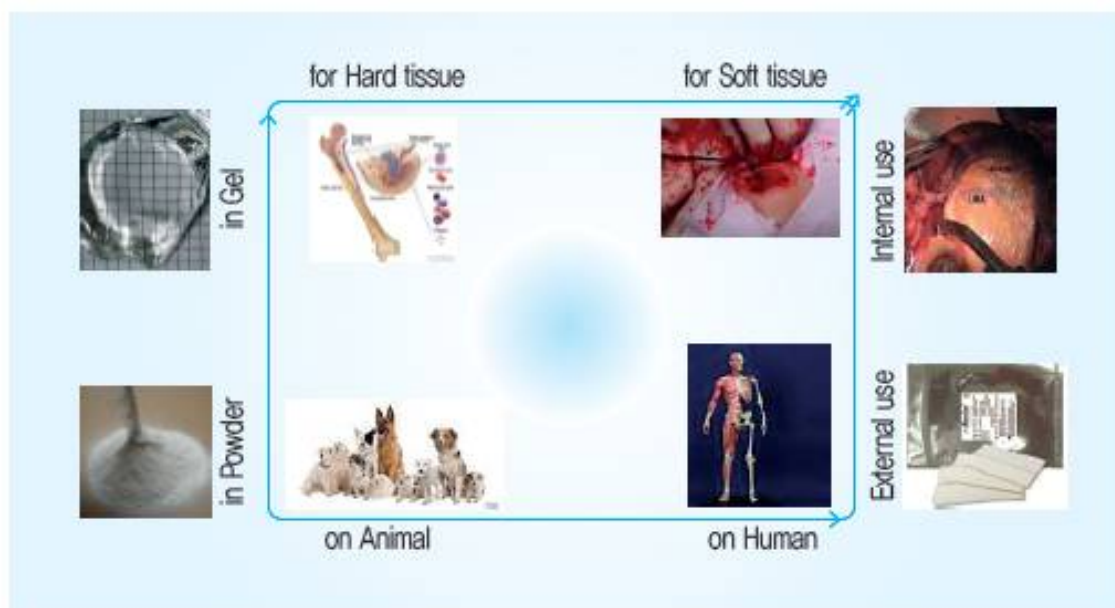 for Hard tissue
for Soft tissue
in Gel
Internal use
in Powder
External use
on Animal
on Human